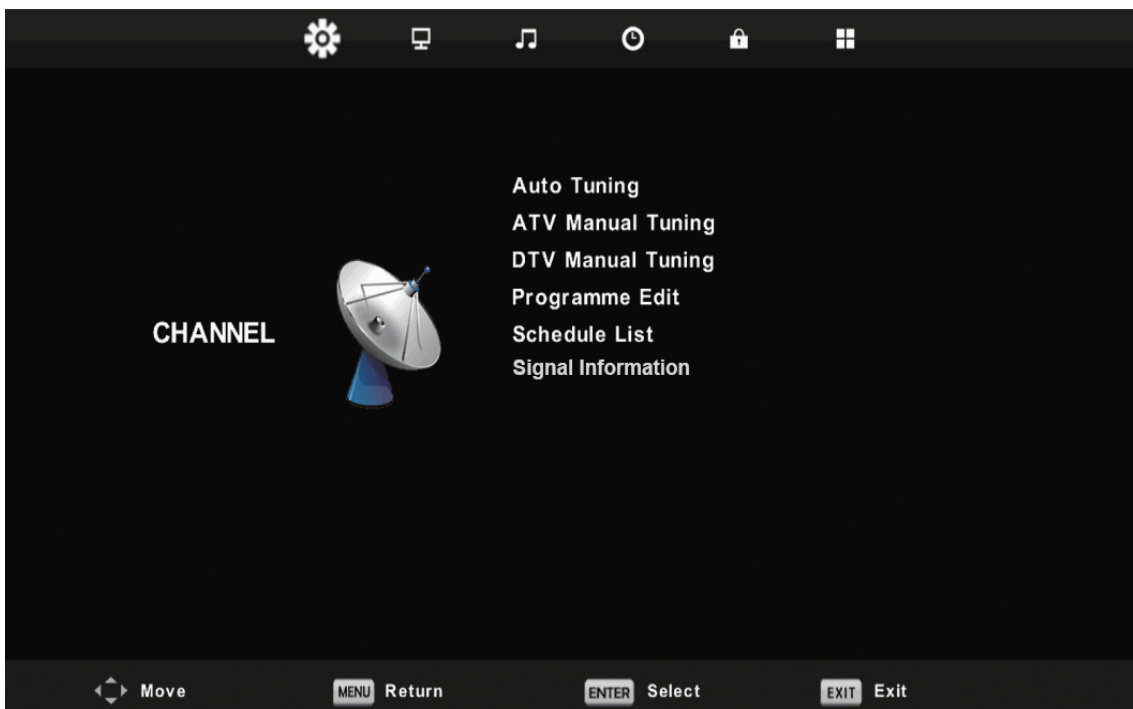 CHANNEL
Auto Tuning
ATV Manual Tuning
DTV Manual Tuning
Programme Edit
Schedule List
Signal Information
Move MENU Return ENTER Select EXIT Exit